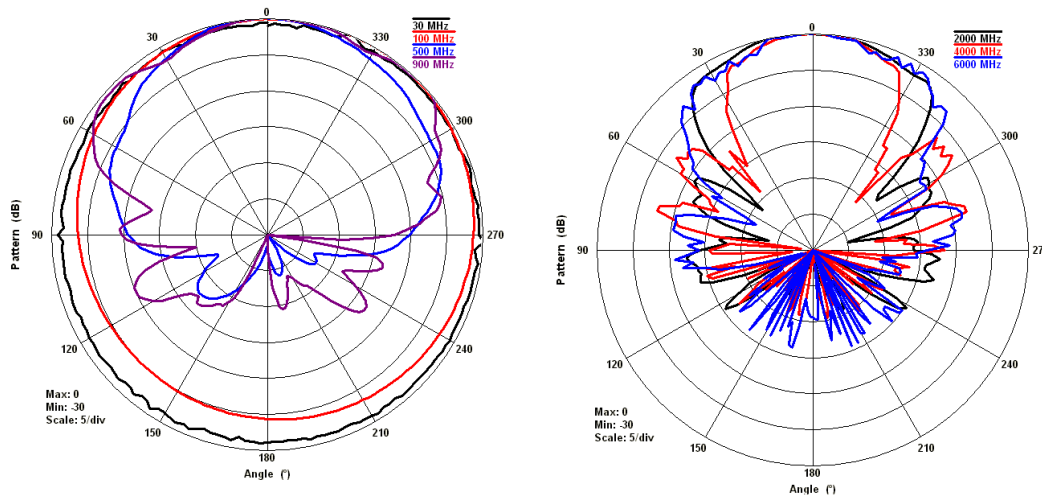 0
30
330
30 MHz
100 MHz
500 MHz
900 MHz
60
300
Pattern (dB)
90
270
120
240
Max: 0
Min: -30
Scale: 5/div
150
210
180
Angle (°)
0
30
330
2000 MHz
4000 MHz
6000 MHz
60
300
Pattern (dB)
90
27
120
240
Max: 0
Min: -30
Scale: 5/div
150
210
180
Angle (°)